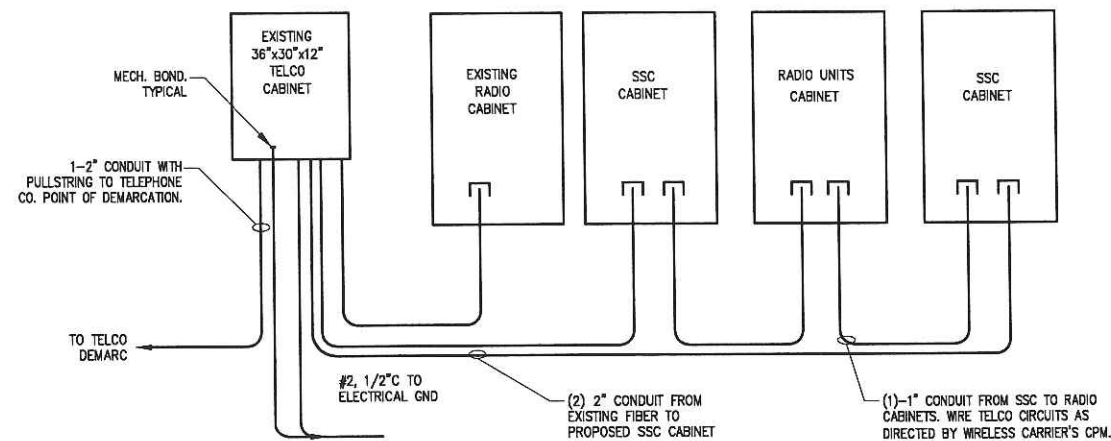 EXISTING
36"x30"x12"
TELCO
CABINET
MECH. BOND.
TYPICAL
EXISTING
RADIO
CABINET
SSC
CABINET
RADIO UNITS
CABINET
SSC
CABINET
1-2" CONDUIT WITH
PULLSTRING TO TELEPHONE
CO. POINT OF DEMARCATION.
TO TELCO
DEMARC
#2, 1/2"C TO
ELECTRICAL GND
(2) 2" CONDUIT FROM
EXISTING FIBER TO
PROPOSED SSC CABINET
(1)-1" CONDUIT FROM SSC TO RADIO
CABINETS. WIRE TELCO CIRCUITS AS
DIRECTED BY WIRELESS CARRIER'S CPM.